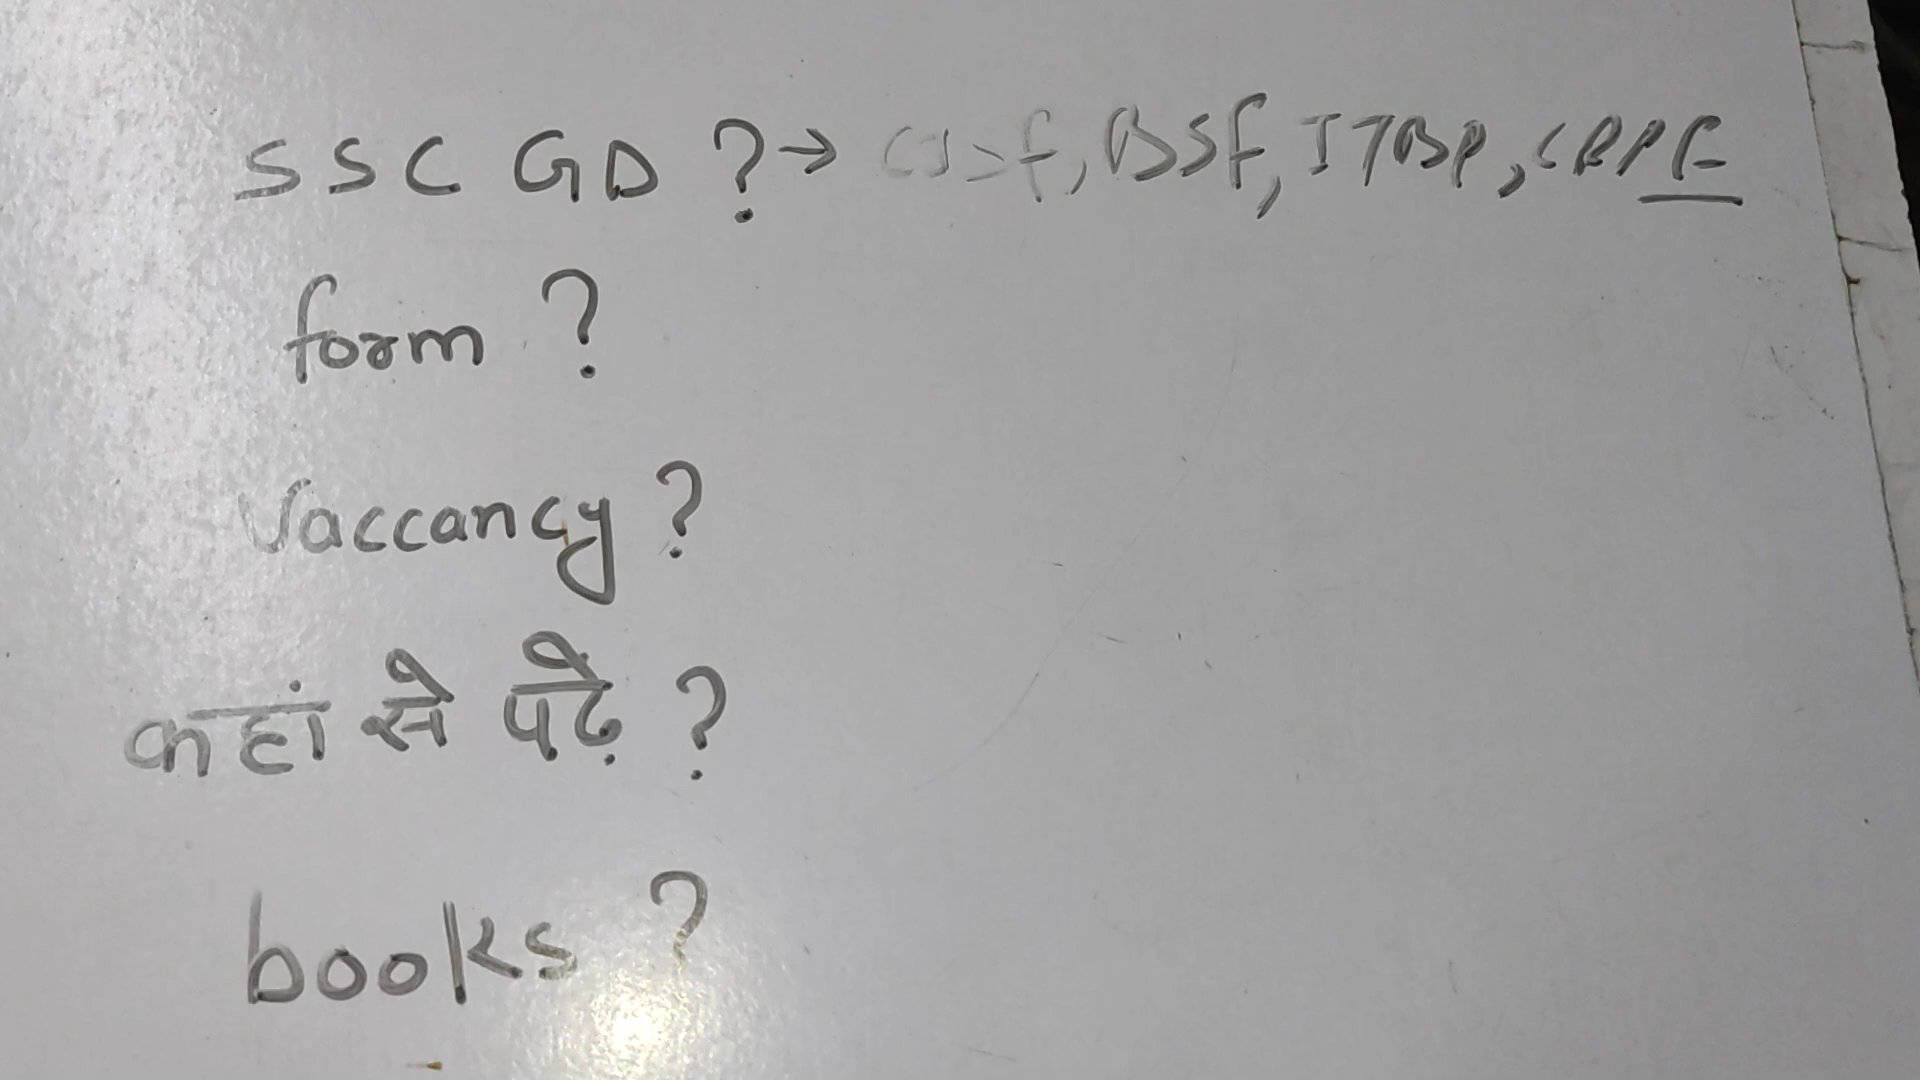 SSC GD ? → CISF, BSF, ITBP, CRPF
form ?
Vaccancy ?
कहां से पढ़े ?
books ?